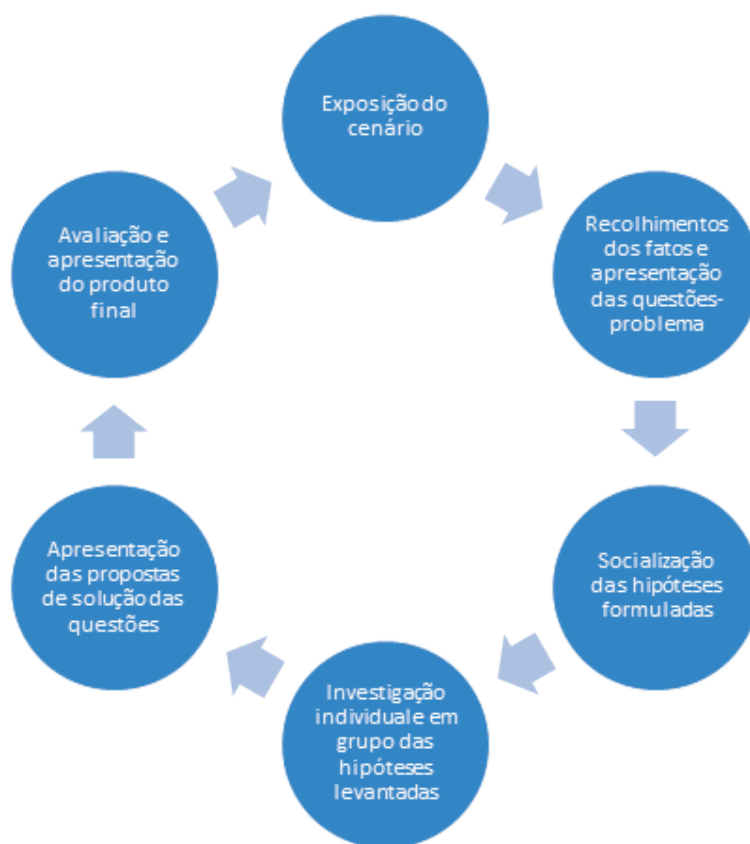 Exposição do
cenário
Recolhimentos
dos fatos e
apresentação
das questões-
problema
Socialização
das hipóteses
formuladas
Investigação
individual e em
grupo das
hipóteses
levantadas
Apresentação
das propostas
de solução das
questões
Avaliação e
apresentação
do produto
final